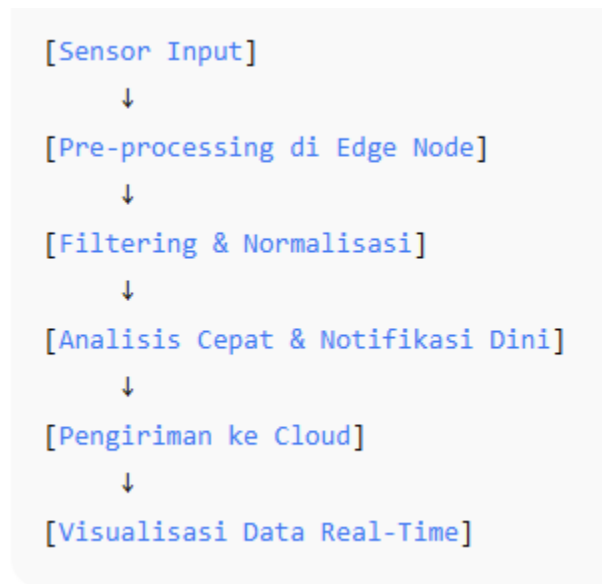 [Sensor Input]
↓
[Pre-processing di Edge Node]
↓
[Filtering & Normalisasi]
↓
[Analisis Cepat & Notifikasi Dini]
↓
[Pengiriman ke Cloud]
↓
[Visualisasi Data Real-Time]